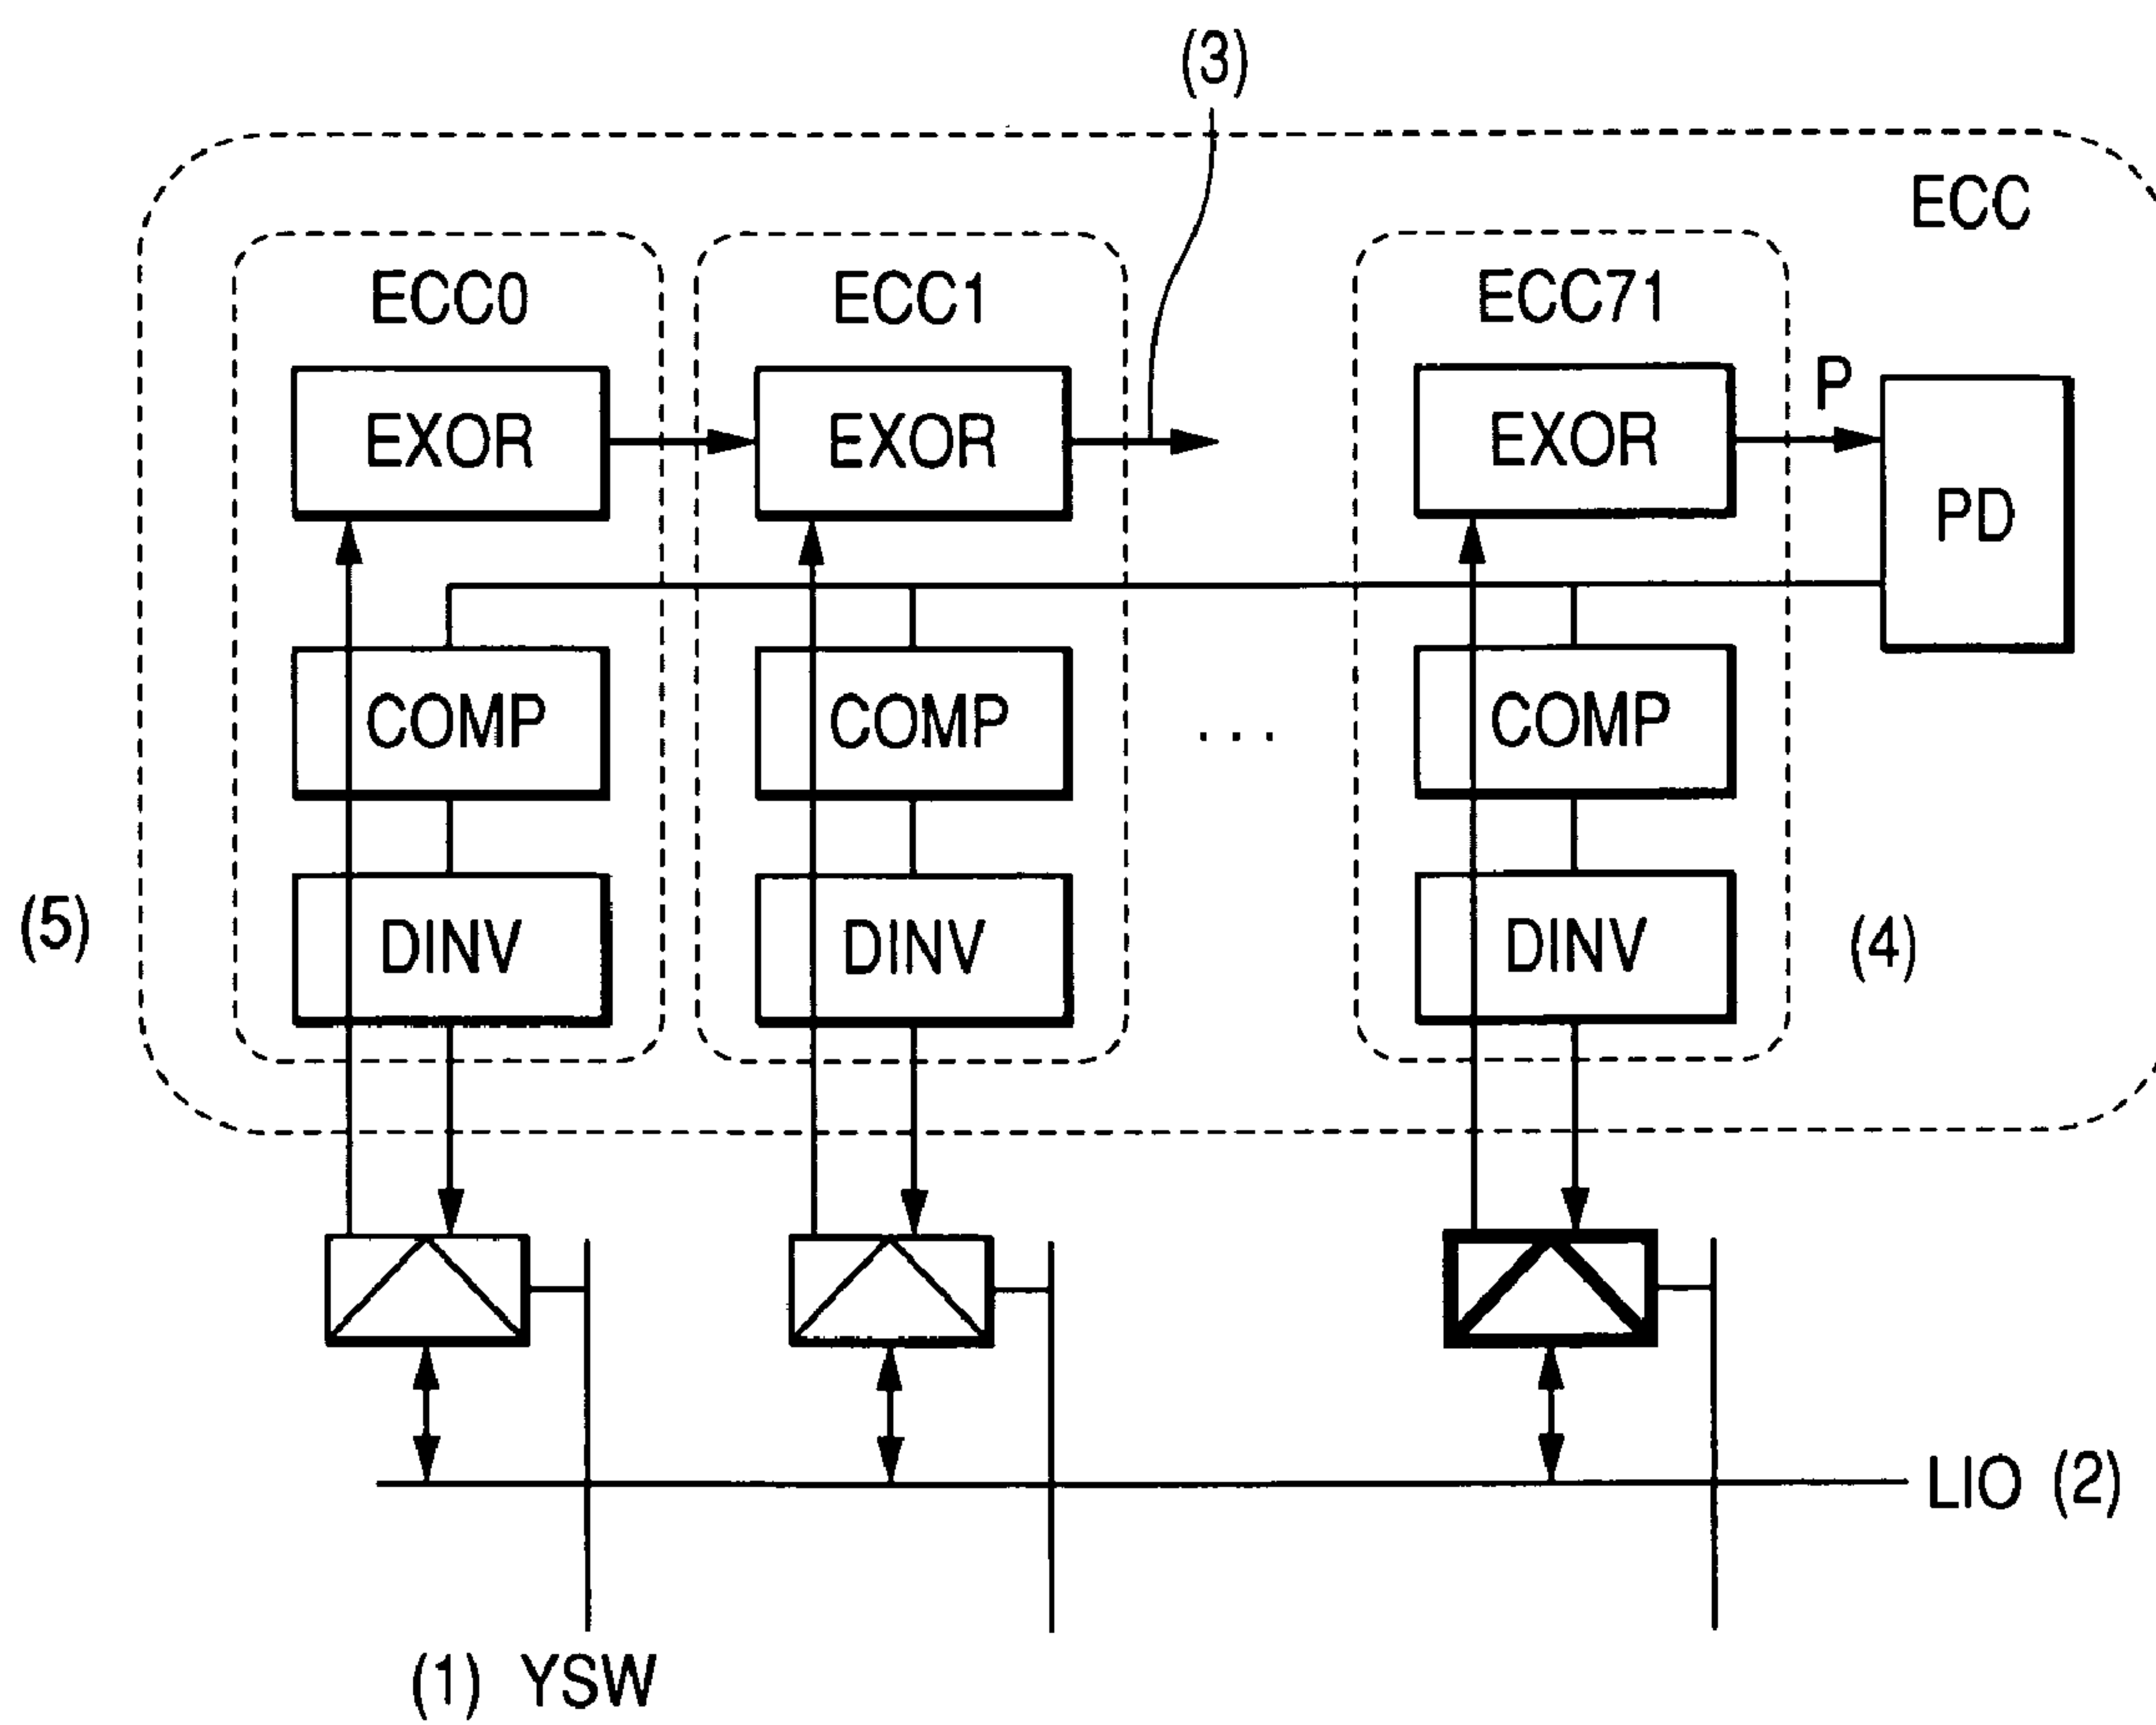 (3)
ECC
ECC0 ECC1 ECC71
EXOR EXOR EXOR P PD
COMP COMP ... COMP
(5) DINV DINV DINV (4)
LIO (2)
(1) YSW